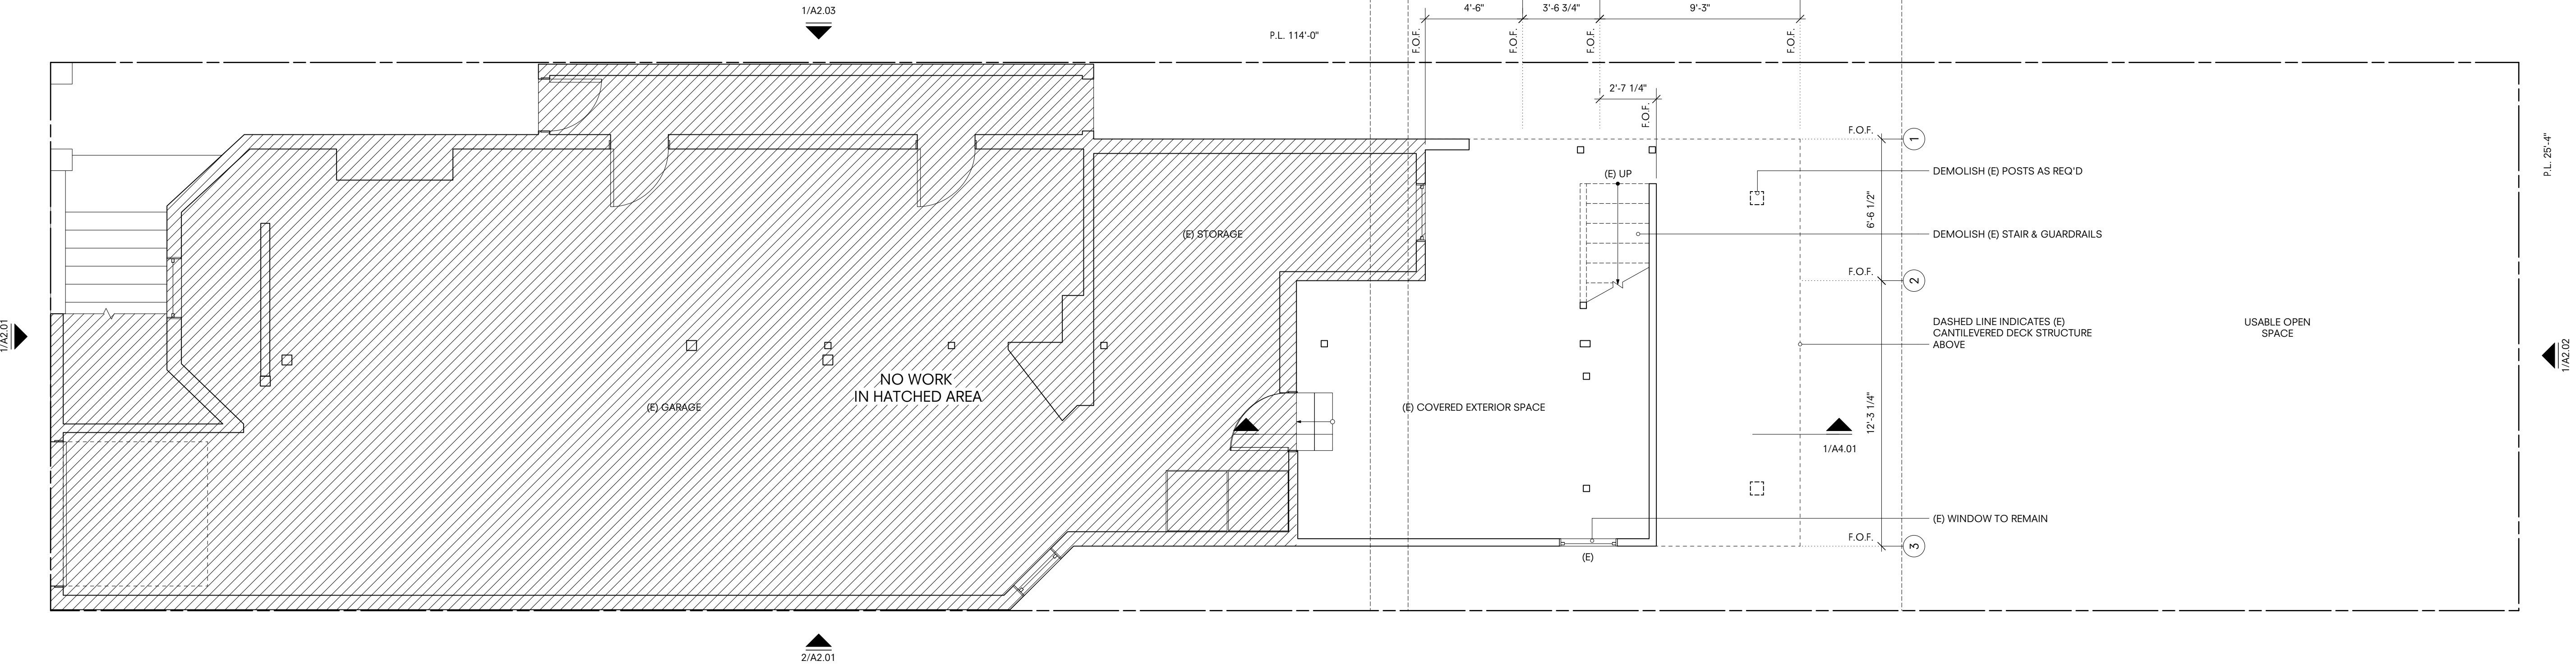 1/A2.03
4'-6"
3'-6 3/4"
9'-3"
P.L. 114'-0"
F.O.F.
F.O.F.
F.O.F.
F.O.F.
2'-7 1/4"
F.O.F.
F.O.F.
1
P.L. 25'-4"
(E) UP
DEMOLISH (E) POSTS AS REQ'D
6'-6 1/2"
(E) STORAGE
DEMOLISH (E) STAIR & GUARDRAILS
F.O.F.
2
1/A2.01
DASHED LINE INDICATES (E)
CANTILEVERED DECK STRUCTURE
ABOVE
USABLE OPEN
SPACE
1/A2.02
NO WORK
IN HATCHED AREA
(E) GARAGE
(E) COVERED EXTERIOR SPACE
12'-3 1/4"
1/A4.01
(E) WINDOW TO REMAIN
F.O.F.
3
(E)
2/A2.01